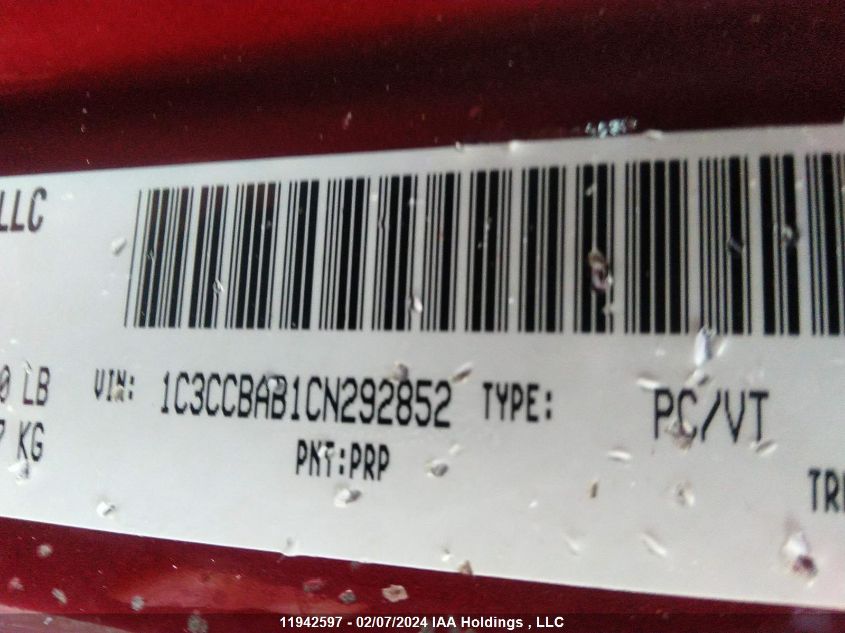 LLC
0 LB VIN: 1C3CCBAB1CN292852 TYPE: PC/VT
7 KG PNT:PRP
11942597 - 02/07/2024 IAA Holdings , LLC